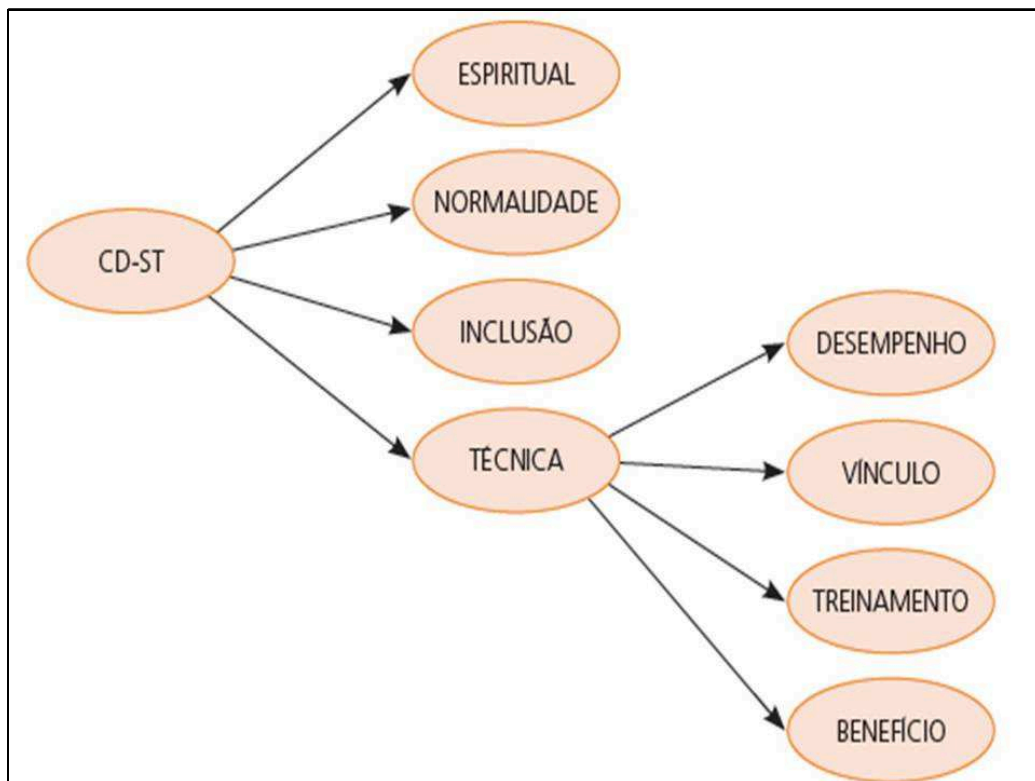 ESPIRITUAL
NORMALIDADE
CD-ST
INCLUSÃO
DESEMPENHO
TÉCNICA
VÍNCULO
TREINAMENTO
BENEFÍCIO